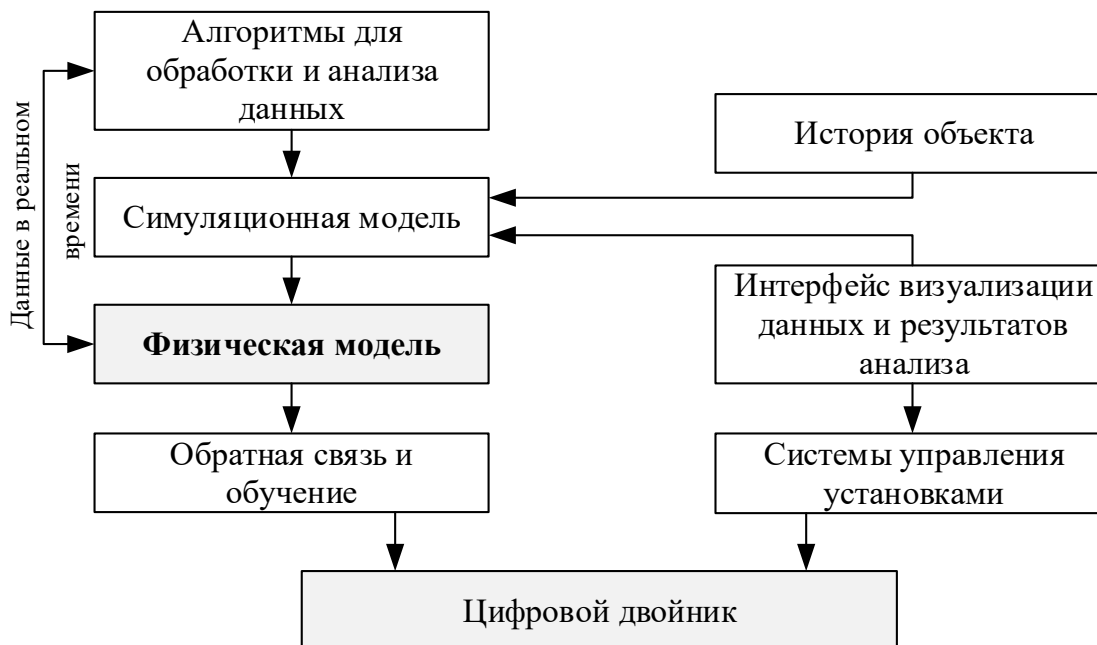 Алгоритмы для
обработки и анализа
данных
Данные в реальном
времени
История объекта
Симуляционная модель
Интерфейс визуализации
данных и результатов
анализа
Физическая модель
Обратная связь и
обучение
Системы управления
установками
Цифровой двойник